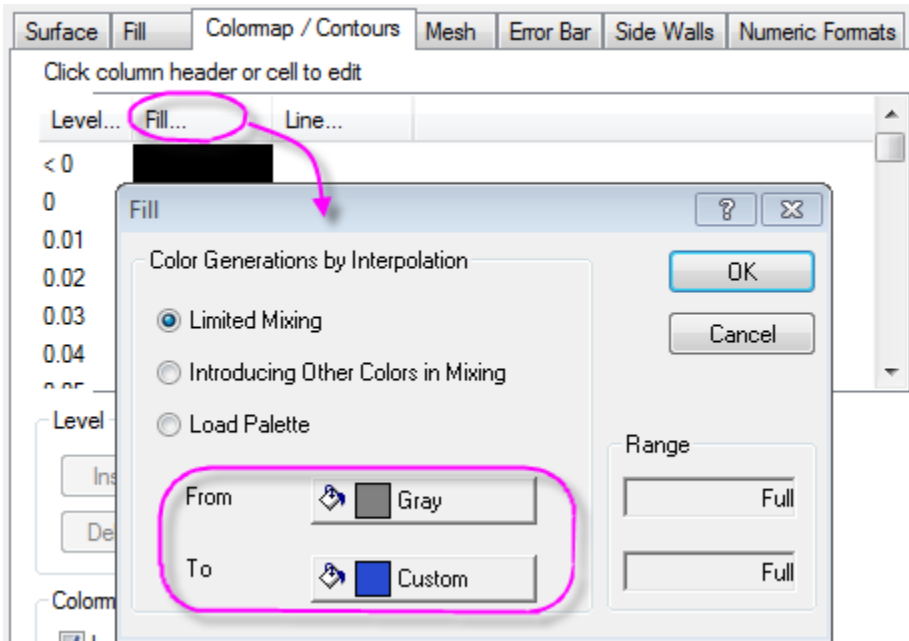 Surface Fill Colormap / Contours Mesh Error Bar Side Walls Numeric Formats
Click column header or cell to edit
Level... Fill... Line...
< 0
0
0.01
0.02
0.03
0.04
Fill
Color Generations by Interpolation
Limited Mixing
Introducing Other Colors in Mixing
Load Palette
From Gray
To Custom
OK
Cancel
Range
Full
Full
Level
Ins
De
Colorm